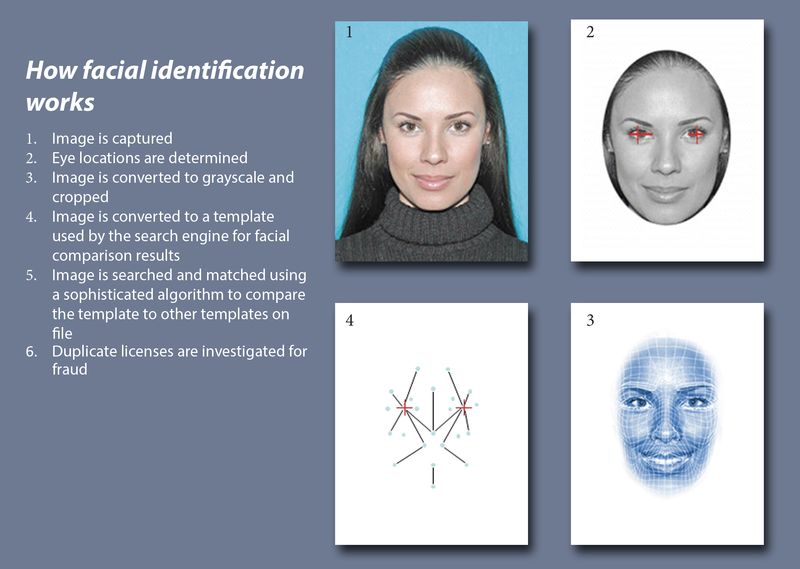 How facial identification
works
1. Image is captured
2. Eye locations are determined
3. Image is converted to grayscale and
cropped
4. Image is converted to a template
used by the search engine for facial
comparison results
5. Image is searched and matched using
a sophisticated algorithm to compare
the template to other templates on
file
6. Duplicate licenses are investigated for
fraud
1
2
4
3